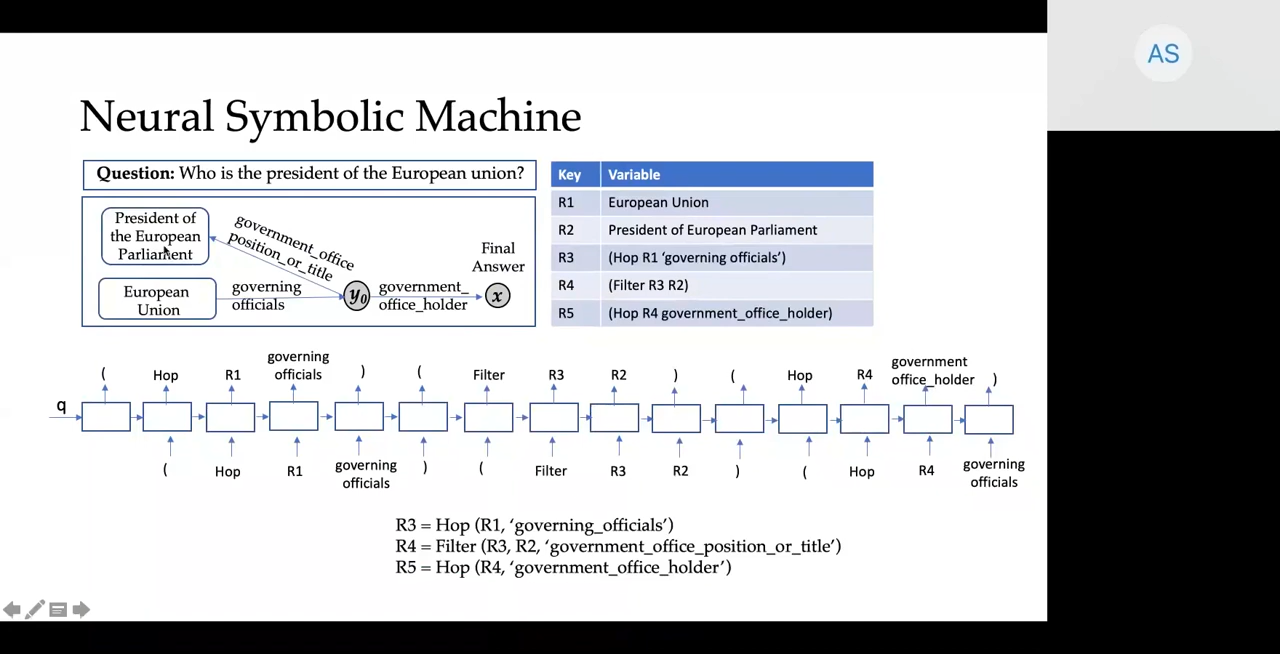 AS
Neural Symbolic Machine
Question: Who is the president of the European union?
President of
the European
Parliament
government_office
position_or_title
European
Union
governing
officials
y0
government_
office_holder
Final
Answer
x
Key Variable
R1 European Union
R2 President of European Parliament
R3 (Hop R1 ‘governing officials’)
R4 (Filter R3 R2)
R5 (Hop R4 government_office_holder)
( Hop R1 governing officials ) ( Filter R3 R2 ) ( Hop R4 government office_holder )
q
( Hop R1 governing officials ) ( Filter R3 R2 ) ( Hop R4 governing officials
R3 = Hop (R1, ‘governing_officials’)
R4 = Filter (R3, R2, ‘government_office_position_or_title’)
R5 = Hop (R4, ‘government_office_holder’)